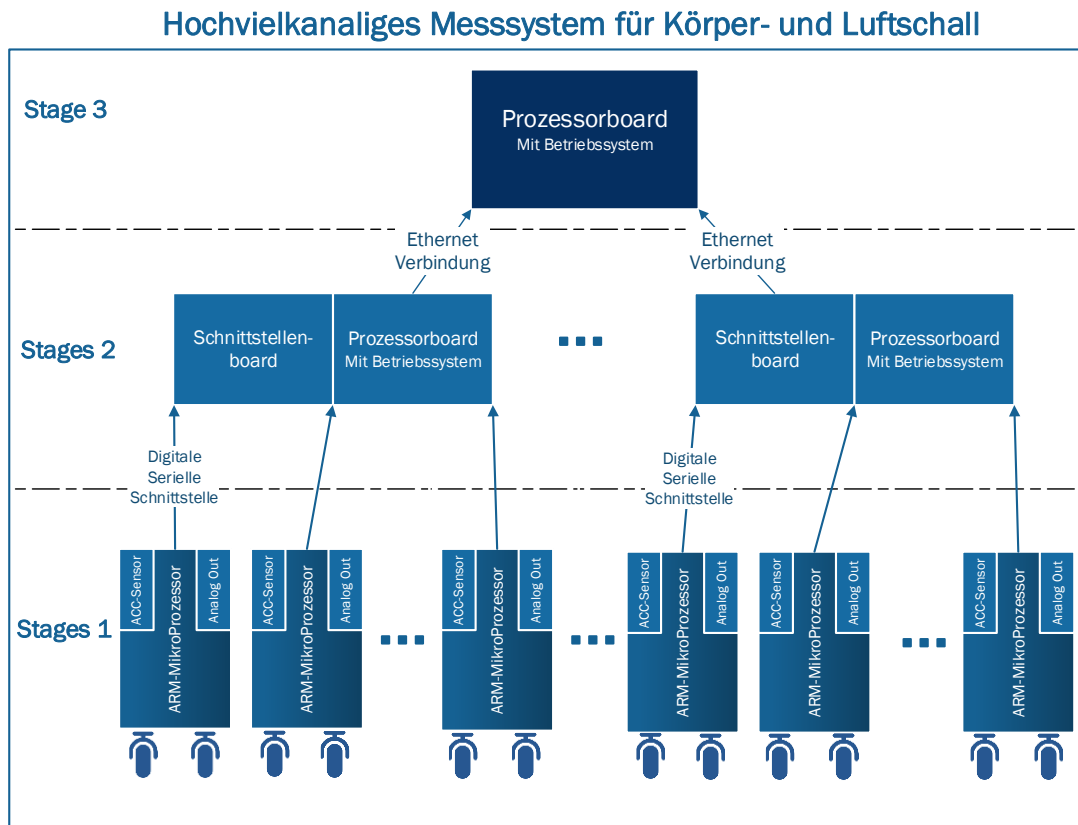 Hochvielkanaliges Messsystem für Körper- und Luftschall
Stage 3
Prozessorboard
Mit Betriebssystem
Ethernet
Verbindung
Ethernet
Verbindung
Stages 2
Schnittstellen-
board
Prozessorboard
Mit Betriebssystem
Schnittstellen-
board
Prozessorboard
Mit Betriebssystem
Digitale
Serielle
Schnittstelle
Digitale
Serielle
Schnittstelle
Stages 1
ACC-Sensor
ARM-MikroProzessor
Analog Out
ACC-Sensor
ARM-MikroProzessor
Analog Out
ACC-Sensor
ARM-MikroProzessor
Analog Out
ACC-Sensor
ARM-MikroProzessor
Analog Out
ACC-Sensor
ARM-MikroProzessor
Analog Out
ACC-Sensor
ARM-MikroProzessor
Analog Out